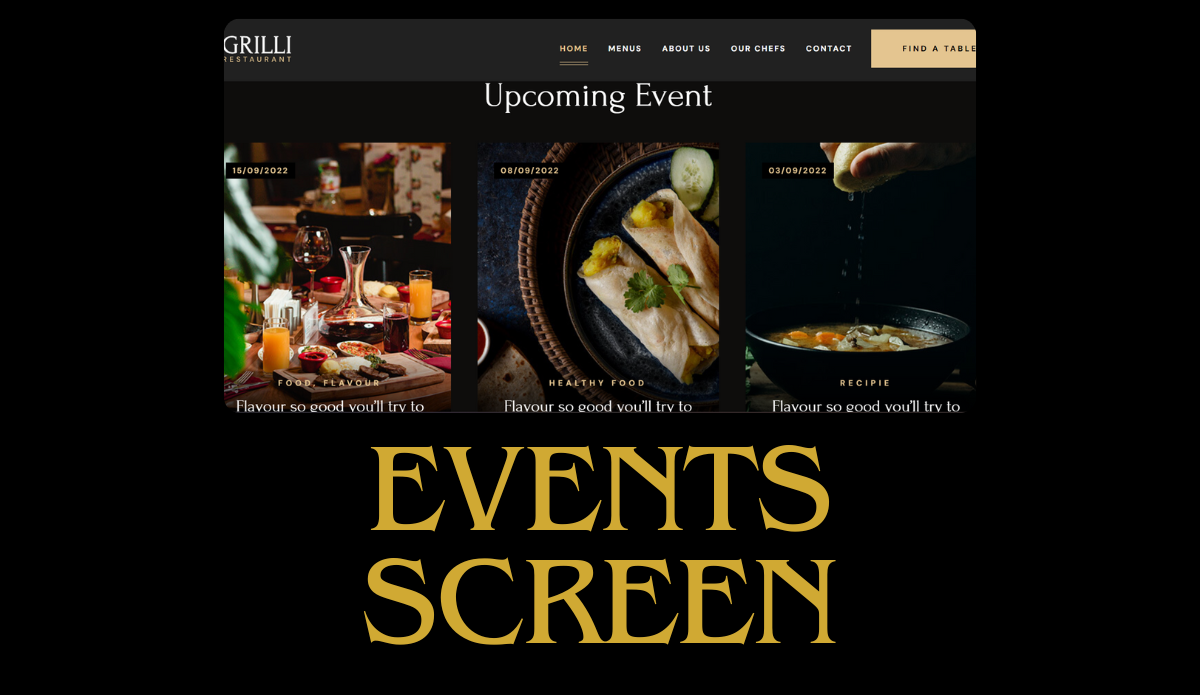 GRILLI
RESTAURANT
HOME MENUS ABOUT US OUR CHEFS CONTACT FIND A TABLE
Upcoming Event
15/09/2022
08/09/2022
03/09/2022
FOOD, FLAVOUR
Flavour so good you'll try to
HEALTHY FOOD
Flavour so good you'll try to
RECIPIE
Flavour so good you'll try to
EVENTS
SCREEN